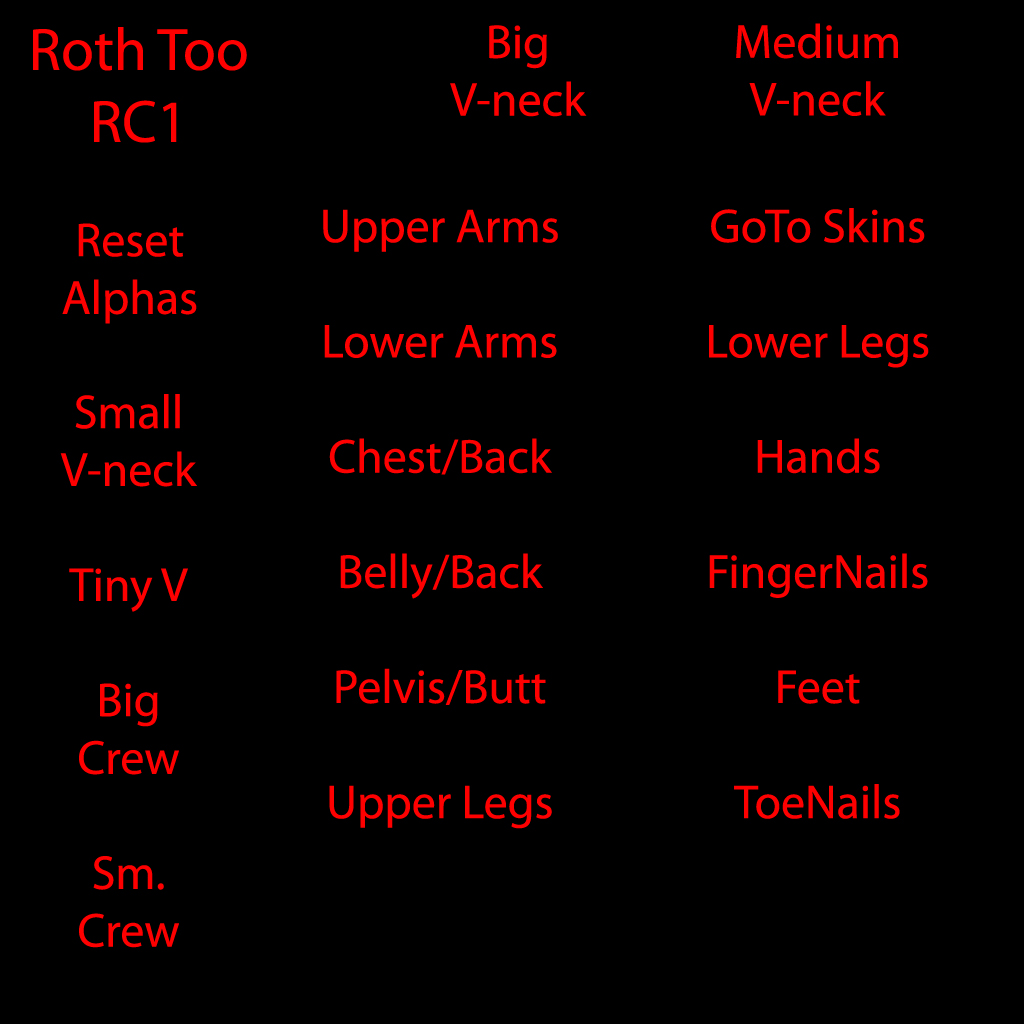 Roth Too
RC1
Big
V-neck
Medium
V-neck
Reset
Alphas
Small
V-neck
Tiny V
Big
Crew
Sm.
Crew
Upper Arms
Lower Arms
Chest/Back
Belly/Back
Pelvis/Butt
Upper Legs
GoTo Skins
Lower Legs
Hands
FingerNails
Feet
ToeNails